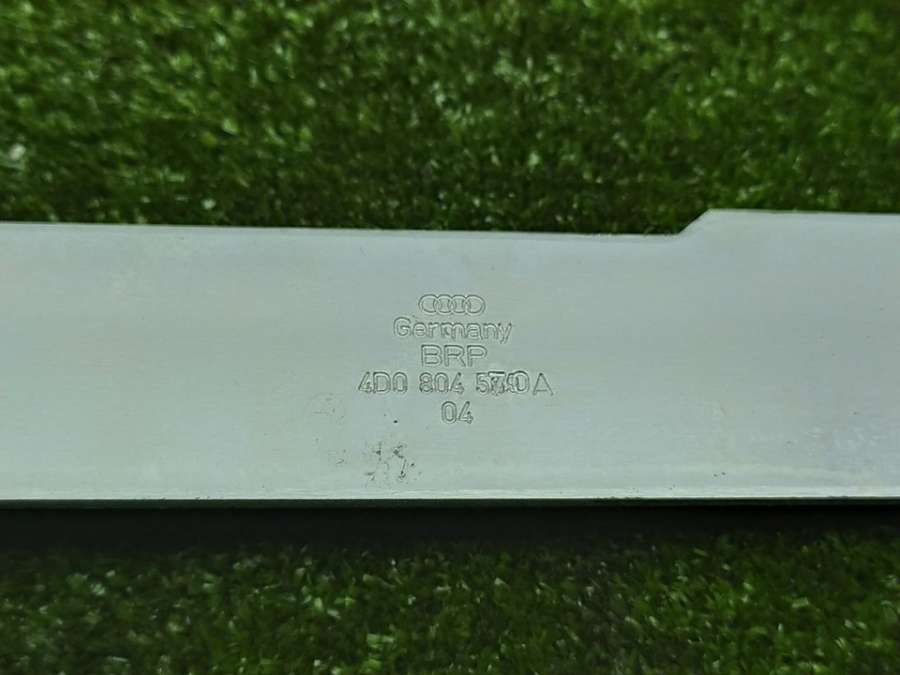 Germany
BRP
4D0 804 A
04